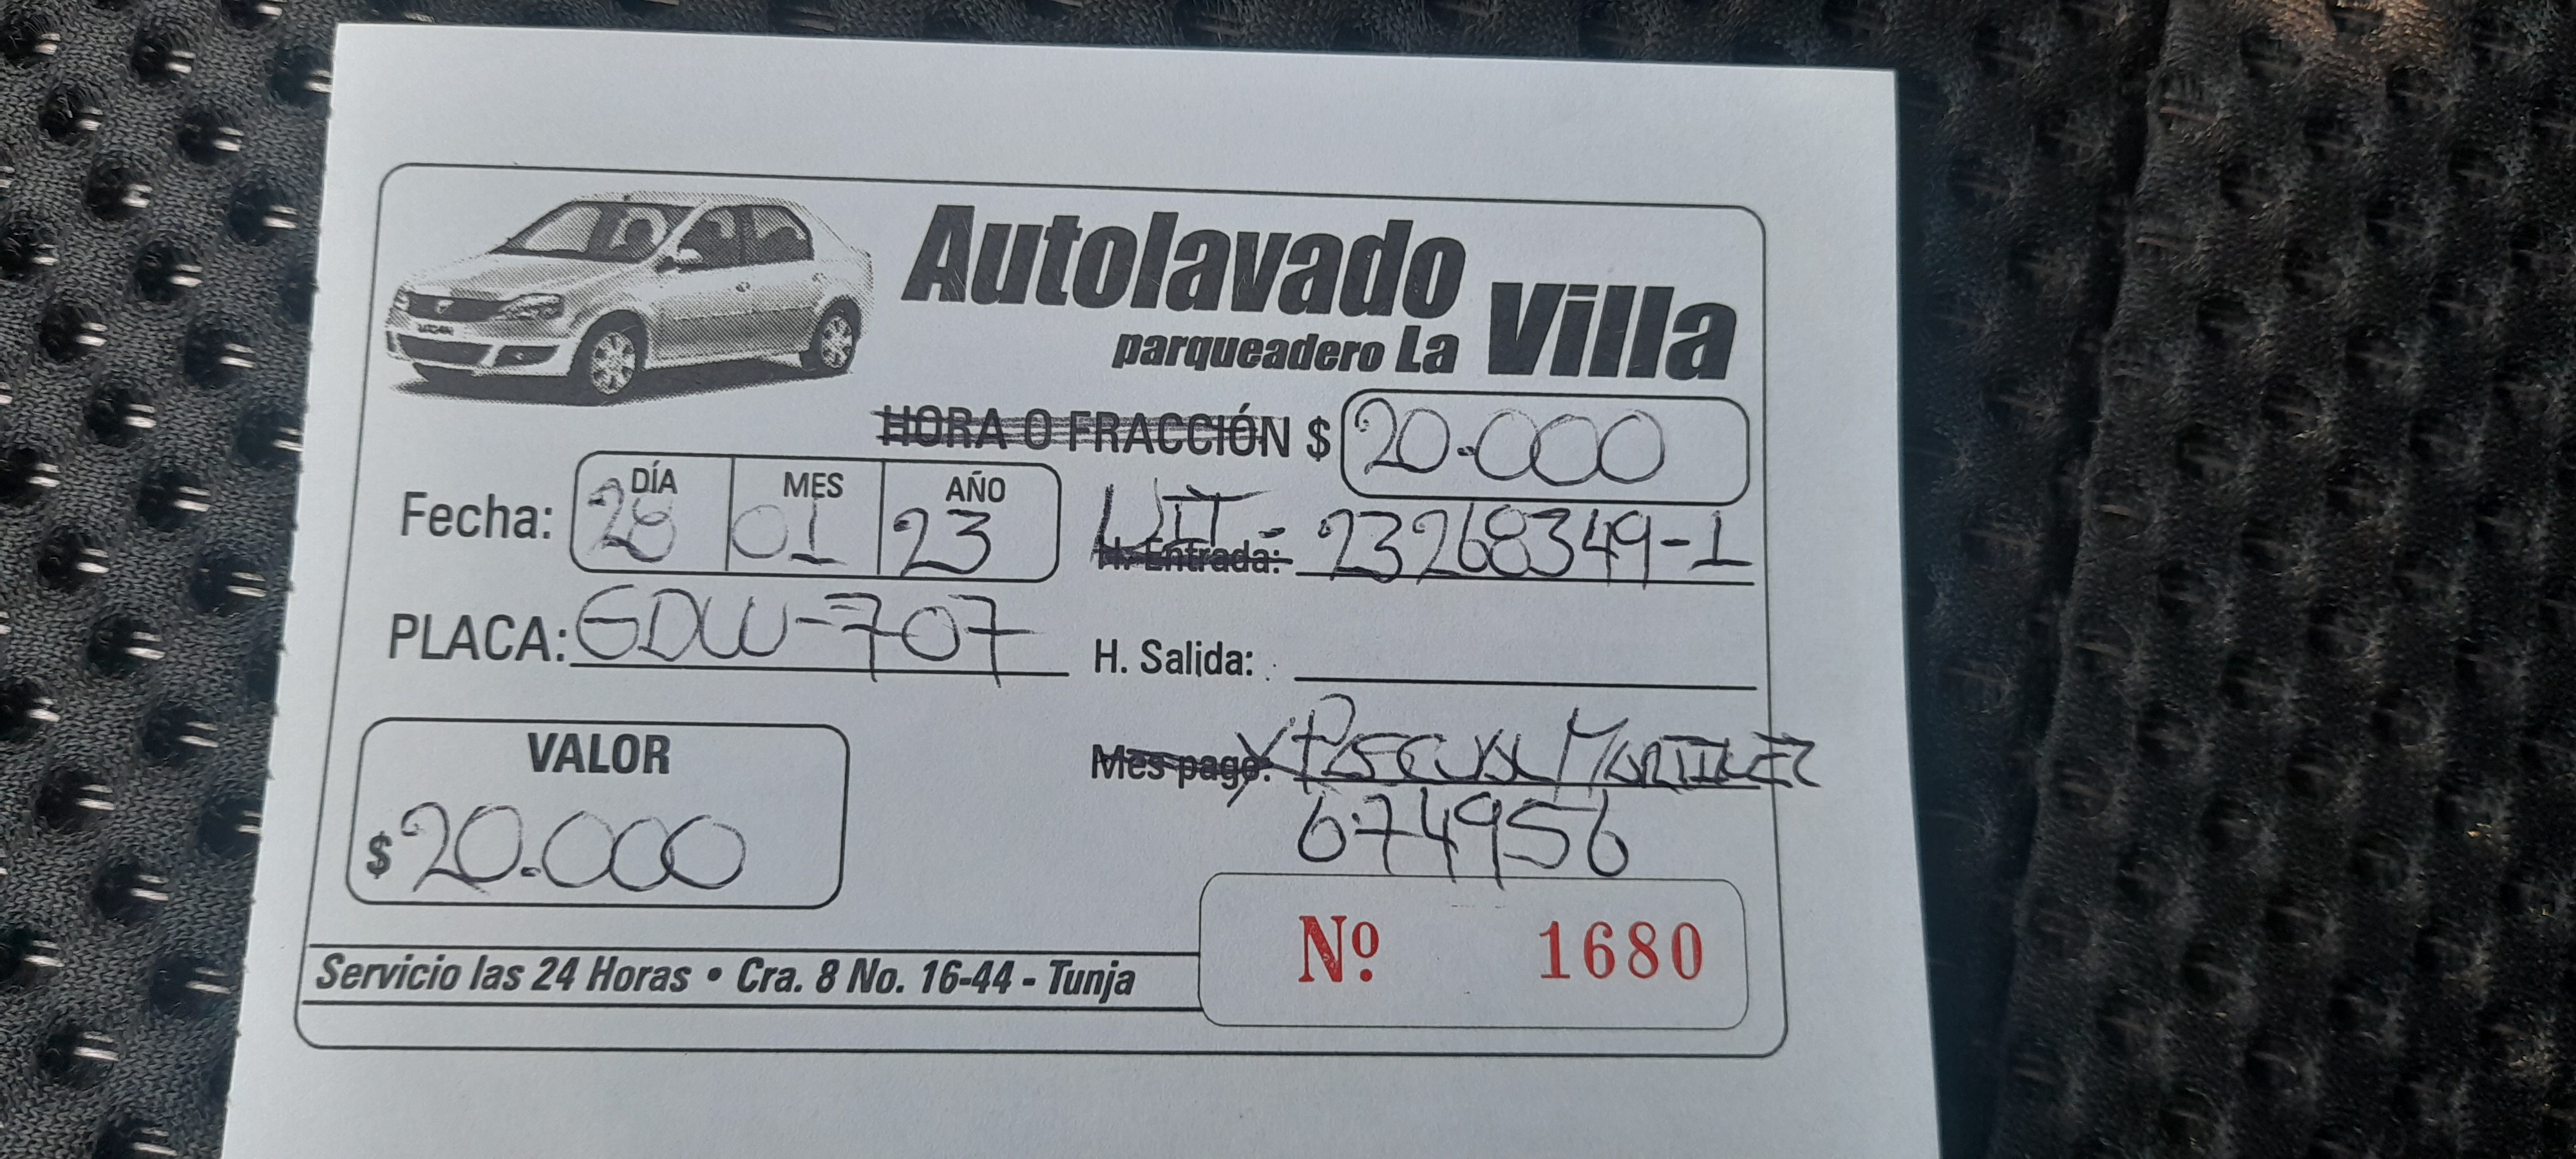 Autolavado
parqueadero La Villa
HORA O FRACCIÓN $ 20.000
Fecha: DÍA MES AÑO
28 01 23
NIT - 23268349-1
H. Entrada:
PLACA: GDW-707
H. Salida:
VALOR
$ 20.000
Mes pago: Martinez
674956
Servicio las 24 Horas • Cra. 8 No. 16-44 - Tunja
Nº 1680